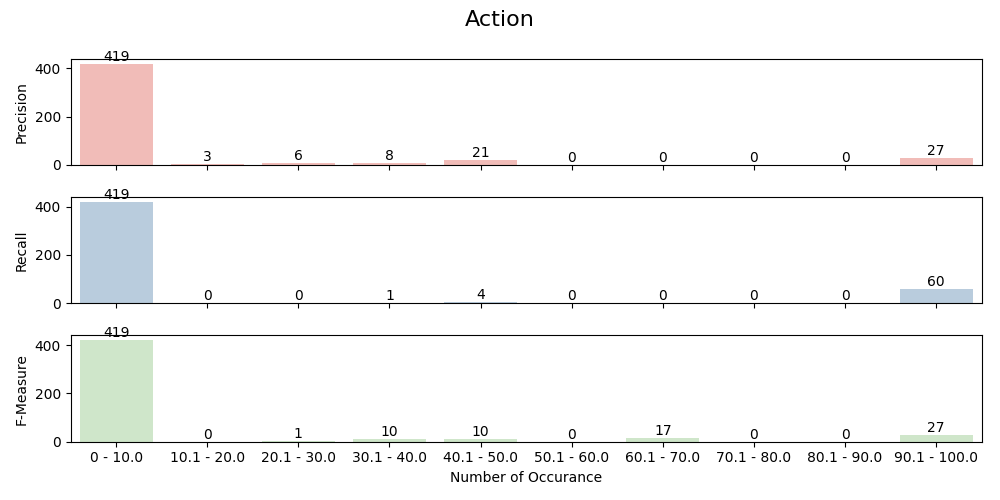 Action
Precision
400
200
0
419
3
6
8
21
0
0
0
0
27
Recall
400
200
0
419
0
0
1
4
0
0
0
0
60
F-Measure
400
200
0
419
0
1
10
10
0
17
0
0
27
0 - 10.0
10.1 - 20.0
20.1 - 30.0
30.1 - 40.0
40.1 - 50.0
50.1 - 60.0
60.1 - 70.0
70.1 - 80.0
80.1 - 90.0
90.1 - 100.0
Number of Occurance